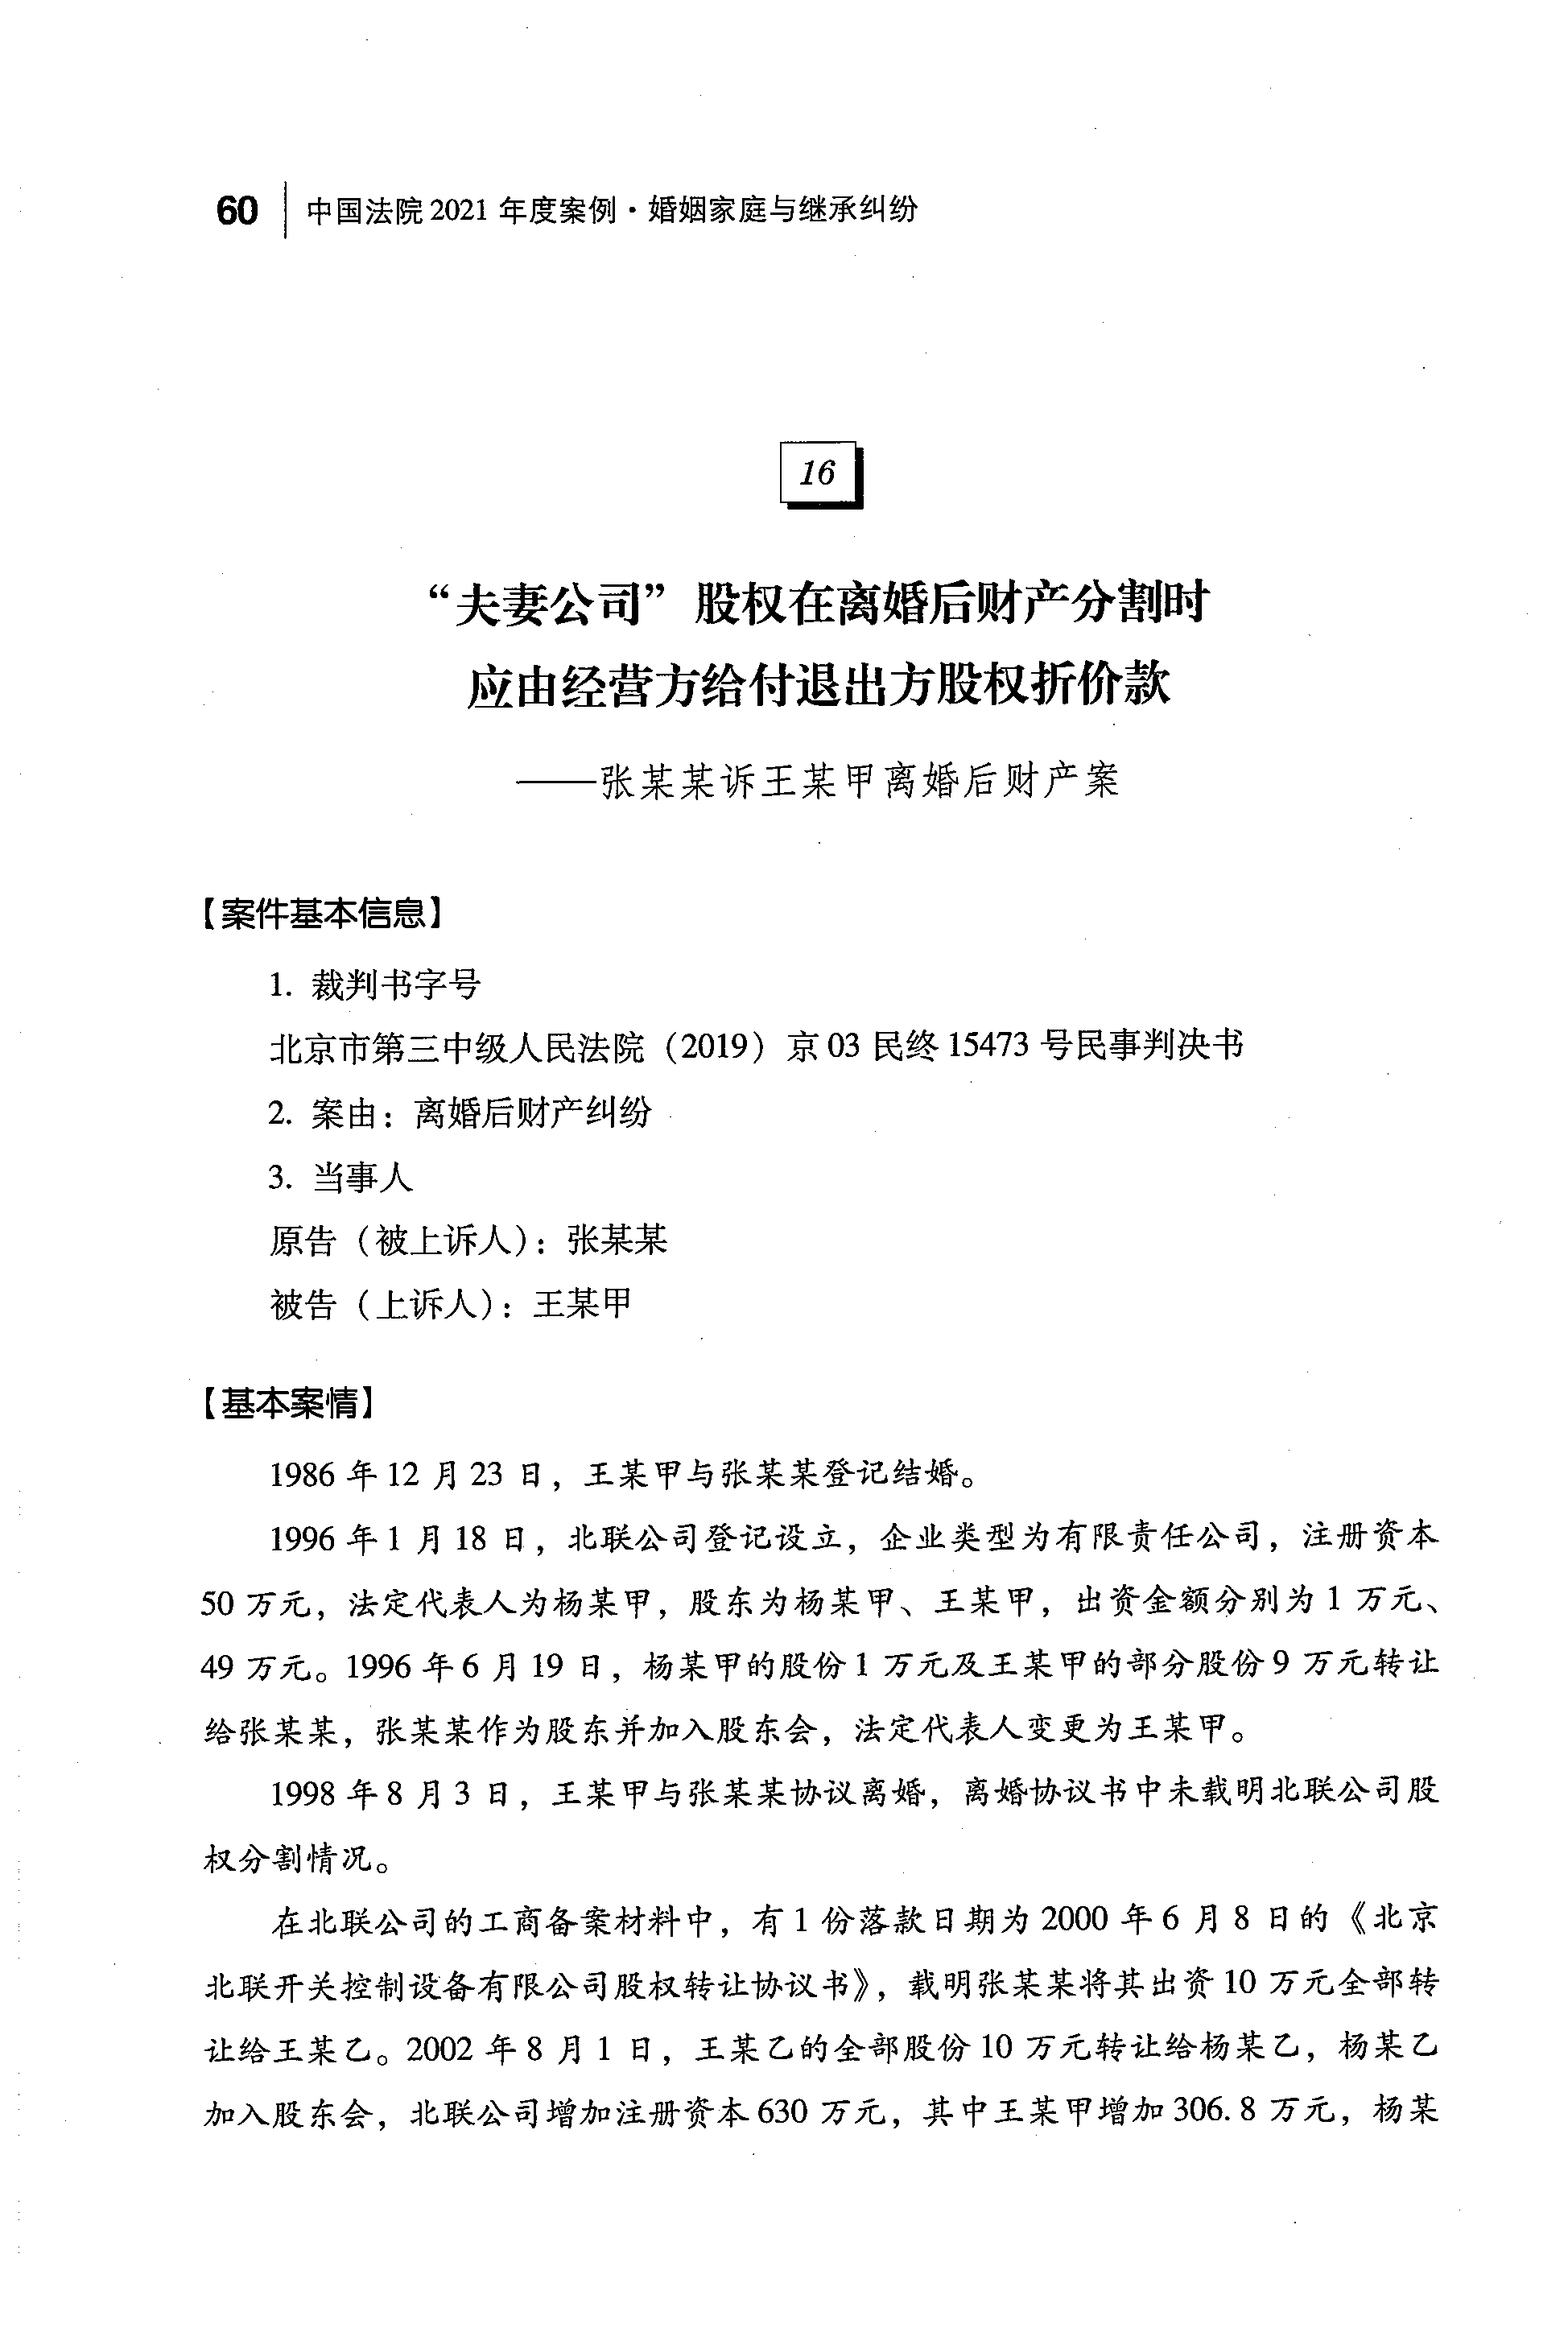 60 中国法院2021年度案例·婚姻家庭与继承纠纷
16
“夫妻公司”股权在离婚后财产分割时
应由经营方给付退出方股权折价款
——张某某诉王某甲离婚后财产案
【案件基本信息】
1. 裁判书字号
北京市第三中级人民法院（2019）京03民终15473号民事判决书
2. 案由：离婚后财产纠纷
3. 当事人
原告（被上诉人）：张某某
被告（上诉人）：王某甲
【基本案情】
1986年12月23日，王某甲与张某某登记结婚。
1996年1月18日，北联公司登记设立，企业类型为有限责任公司，注册资本
50万元，法定代表人为杨某甲，股东为杨某甲、王某甲，出资金额分别为1万元、
49万元。1996年6月19日，杨某甲的股份1万元及王某甲的部分股份9万元转让
给张某某，张某某作为股东并加入股东会，法定代表人变更为王某甲。
1998年8月3日，王某甲与张某某协议离婚，离婚协议书中未载明北联公司股
权分割情况。
在北联公司的工商备案材料中，有1份落款日期为2000年6月8日的《北京
北联开关控制设备有限公司股权转让协议书》，载明张某某将其出资10万元全部转
让给王某乙。2002年8月1日，王某乙的全部股份10万元转让给杨某乙，杨某乙
加入股东会，北联公司增加注册资本630万元，其中王某甲增加306.8万元，杨某